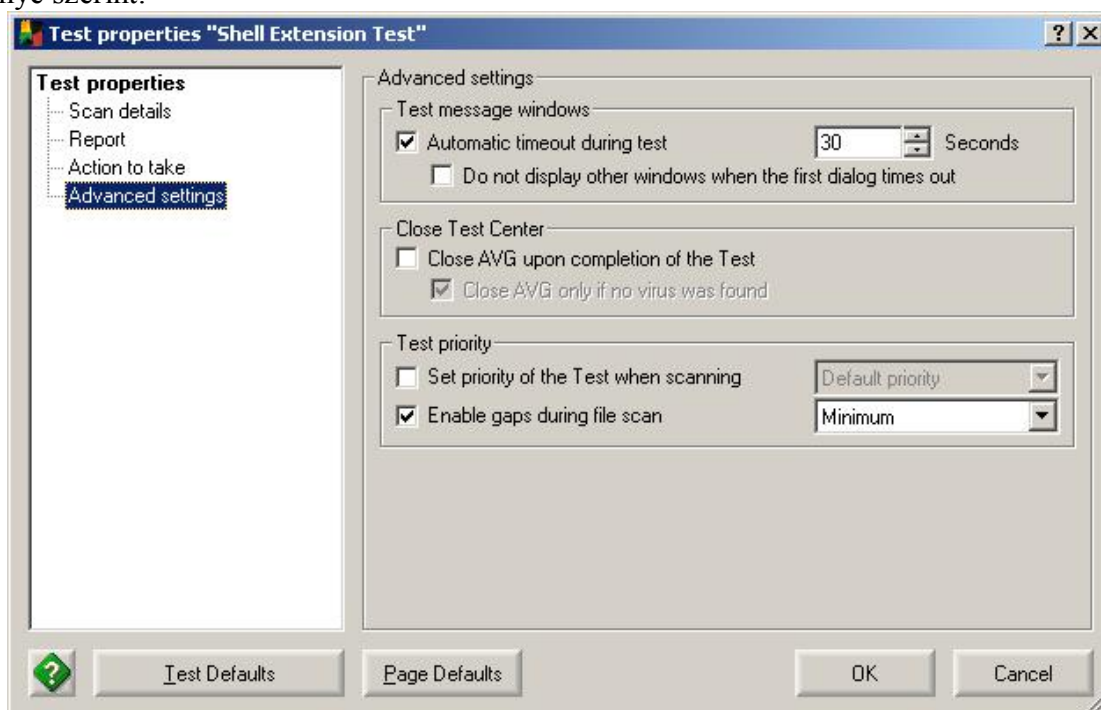 szerint.
Test properties "Shell Extension Test"
Test properties
Scan details
Report
Action to take
Advanced settings
Advanced settings
Test message windows
Automatic timeout during test 30 Seconds
Do not display other windows when the first dialog times out
Close Test Center
Close AVG upon completion of the Test
Close AVG only if no virus was found
Test priority
Set priority of the Test when scanning Default priority
Enable gaps during file scan Minimum
Test Defaults Page Defaults OK Cancel